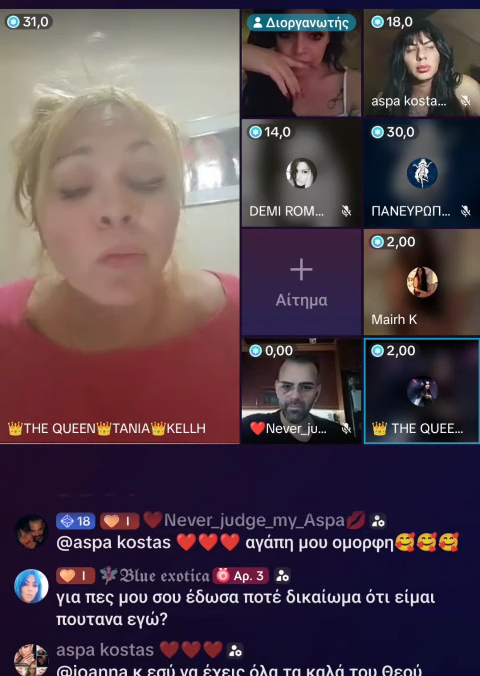 31,0
Διοργανωτής
18,0
aspa kosta...
14,0
DEMI ROM...
30,0
ΠΑΝΕΥΡΩΠ...
+
Αίτημα
2,00
Mairh K
👑THE QUEEN👑TANIA👑KELLH
0,00
❤️Never_ju...
2,00
👑 THE QUEE...
18 I ❤️Never_judge_my_Aspa💋
@aspa kostas ❤️❤️❤️ αγάπη μου ομορφη🥰🥰🥰
I 🧚𝕭𝖑𝖚𝖊 𝖊𝖝𝖔𝖙𝖎𝖈𝖆 Αρ. 3
για πες μου σου έδωσα ποτέ δικαίωμα ότι είμαι
πουτανα εγώ?
aspa kostas ❤️❤️❤️
@ioanna κ εσύ να έχεις όλα τα καλά του Θεού